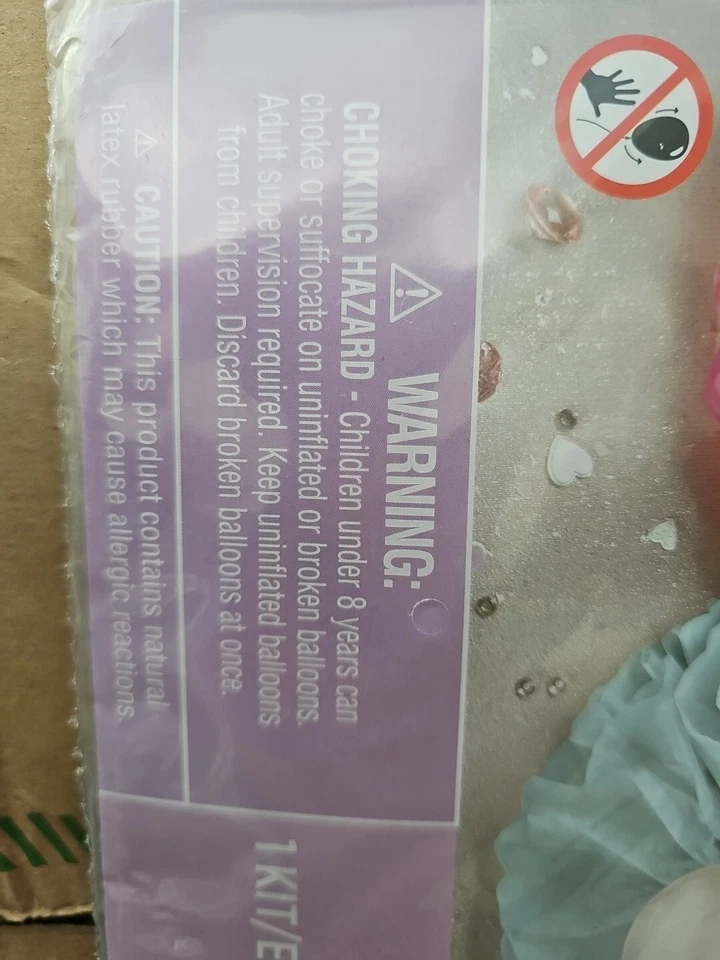 WARNING:
CHOKING HAZARD - Children under 8 years can
choke or suffocate on uninflated or broken balloons.
Adult supervision required. Keep uninflated balloons
from children. Discard broken balloons at once.
CAUTION: This product contains natural
latex rubber which may cause allergic reactions.
1 KIT/E